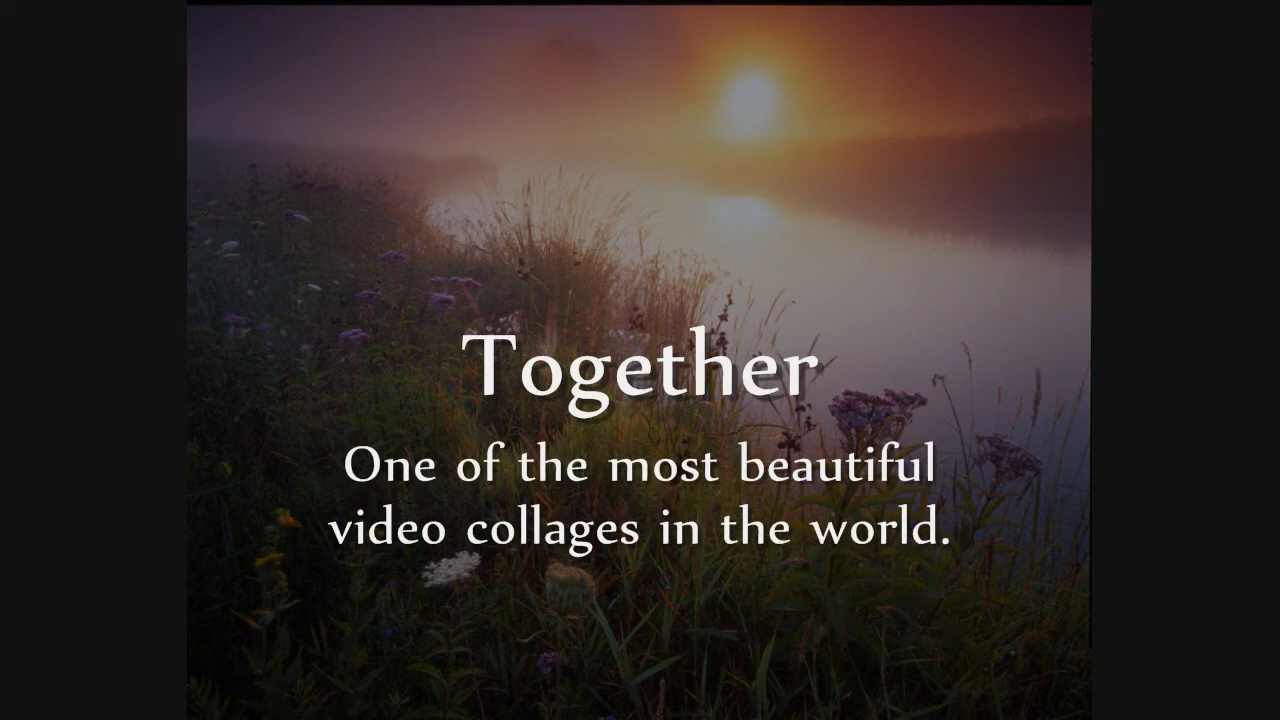 Together
One of the most beautiful
video collages in the world.